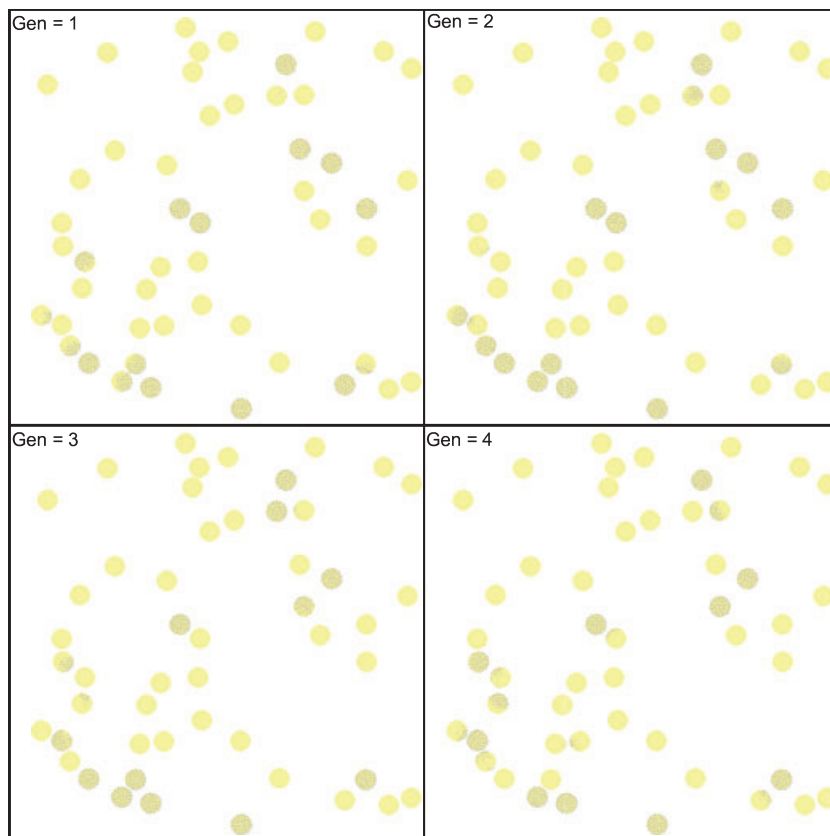 Gen = 1
Gen = 2
Gen = 3
Gen = 4